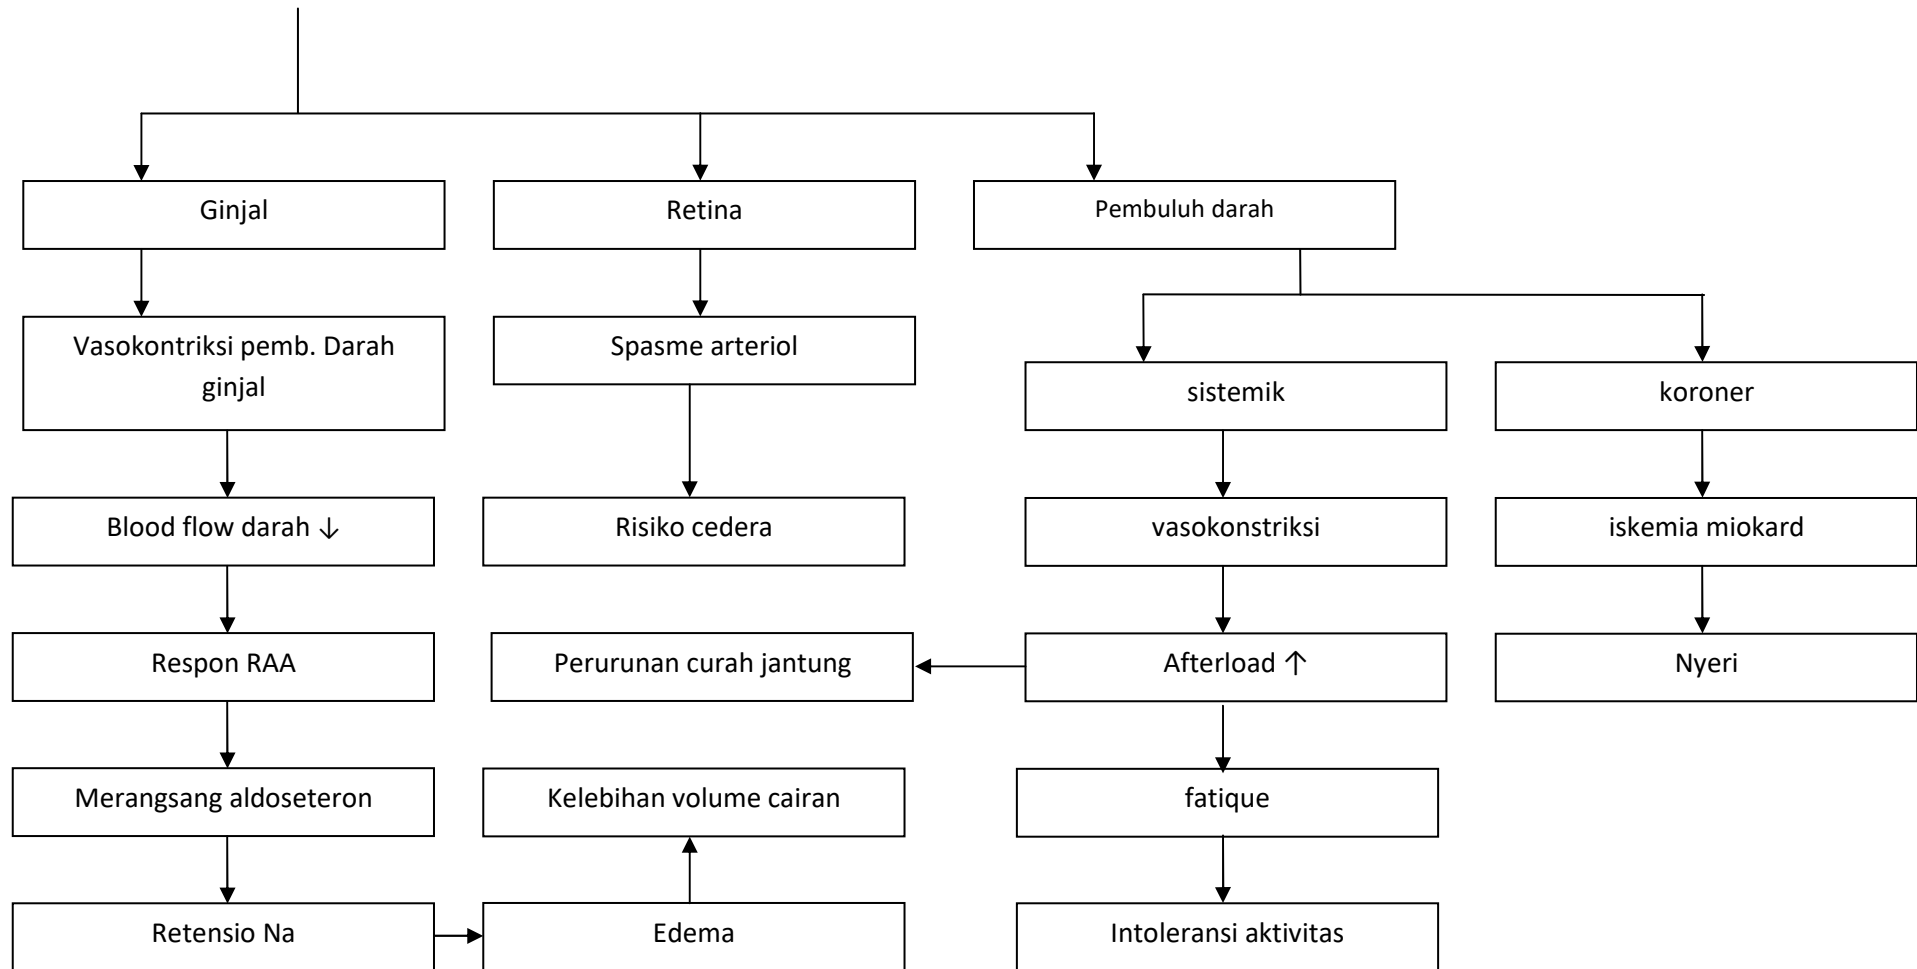 Ginjal
Retina
Pembuluh darah
Vasokontriksi pemb. Darah
ginjal
Spasme arteriol
sistemik
koroner
Blood flow darah ↓
Risiko cedera
vasokonstriksi
iskemia miokard
Respon RAA
Perurunan curah jantung
Afterload ↑
Nyeri
Merangsang aldoseteron
Kelebihan volume cairan
fatique
Retensio Na
Edema
Intoleransi aktivitas